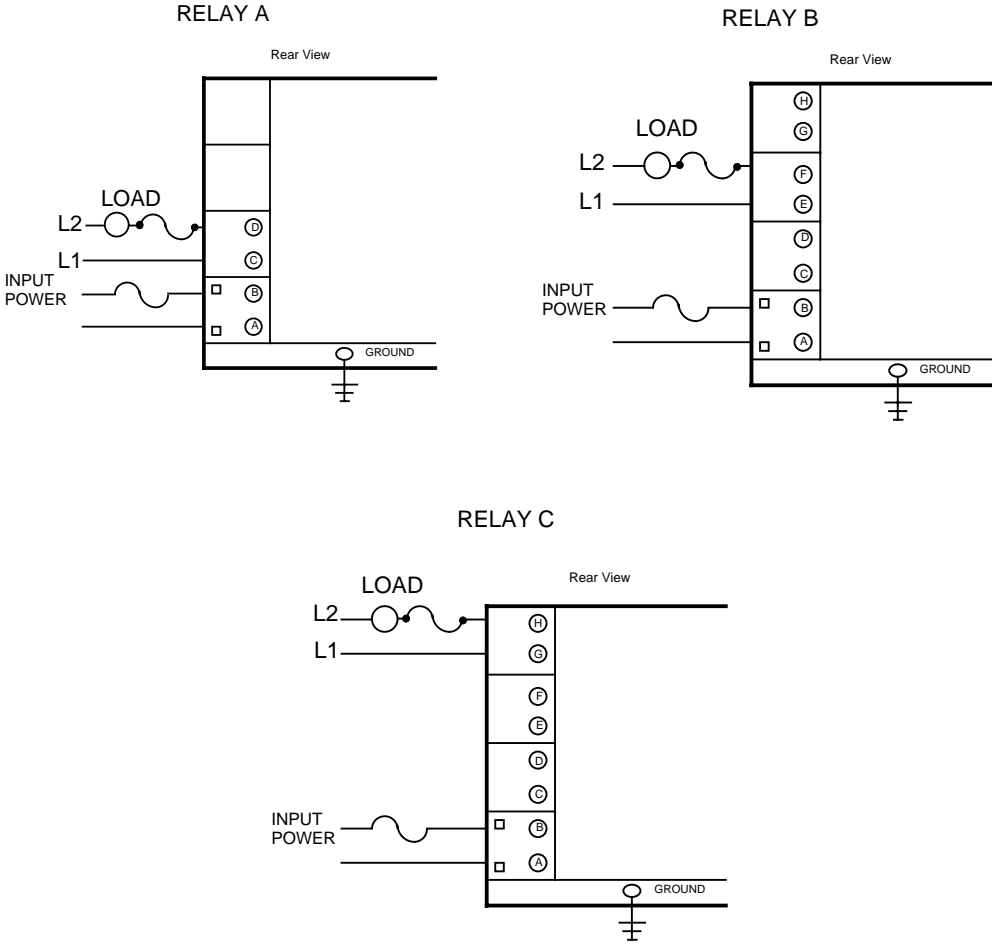 RELAY A
Rear View
LOAD
L2
L1
INPUT
POWER
D
C
B
A
GROUND
RELAY B
Rear View
LOAD
L2
L1
INPUT
POWER
H
G
F
E
D
C
B
A
GROUND
RELAY C
Rear View
LOAD
L2
L1
INPUT
POWER
H
G
F
E
D
C
B
A
GROUND